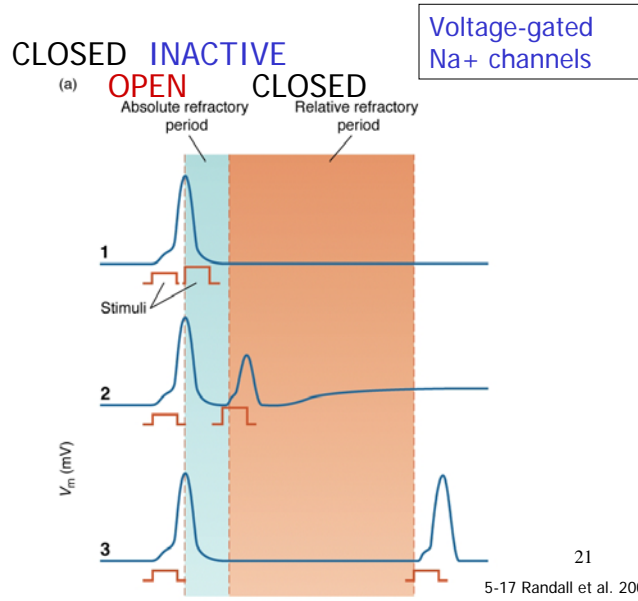 Voltage-gated
Na+ channels
CLOSED INACTIVE
(a) OPEN CLOSED
Absolute refractory
period
Relative refractory
period
1
Stimuli
2
Vm (mV)
3
21
5-17 Randall et al. 200